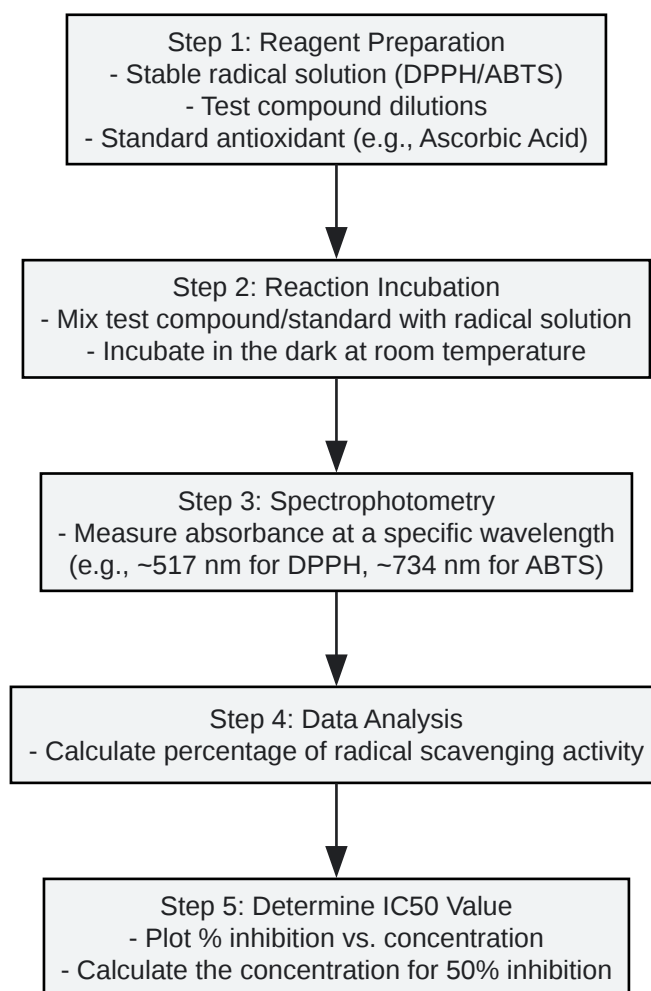 Step 1: Reagent Preparation
- Stable radical solution (DPPH/ABTS)
- Test compound dilutions
- Standard antioxidant (e.g., Ascorbic Acid)
Step 2: Reaction Incubation
- Mix test compound/standard with radical solution
- Incubate in the dark at room temperature
Step 3: Spectrophotometry
- Measure absorbance at a specific wavelength
(e.g., ~517 nm for DPPH, ~734 nm for ABTS)
Step 4: Data Analysis
- Calculate percentage of radical scavenging activity
Step 5: Determine IC50 Value
- Plot % inhibition vs. concentration
- Calculate the concentration for 50% inhibition